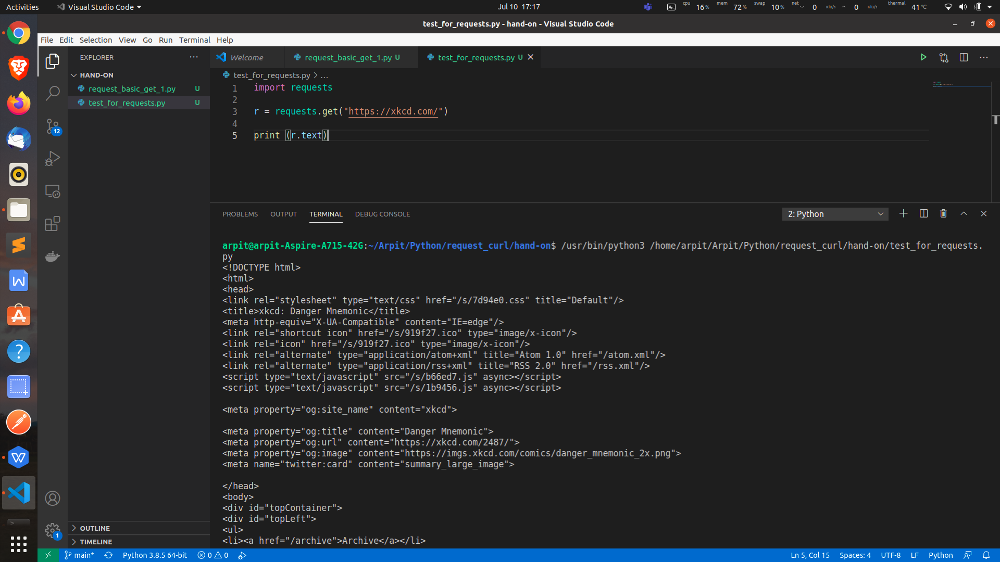 Activities
Visual Studio Code
Jul 10 17:17
cpu 16 %
mem 72 %
swap 10 %
net 0 KiB/s 0 KiB/s
thermal 41 °C
test_for_requests.py - hand-on - Visual Studio Code
File Edit Selection View Go Run Terminal Help
EXPLORER
Welcome
request_basic_get_1.py U
test_for_requests.py U
HAND-ON
request_basic_get_1.py U
test_for_requests.py U
test_for_requests.py > ...
1 import requests
2
3 r = requests.get("https://xkcd.com/")
4
5 print (r.text)
PROBLEMS OUTPUT TERMINAL DEBUG CONSOLE
2: Python
arpit@arpit-Aspire-A715-42G:~/Arpit/Python/request_curl/hand-on$ /usr/bin/python3 /home/arpit/Arpit/Python/request_curl/hand-on/test_for_requests.
py
<!DOCTYPE html>
<html>
<head>
<link rel="stylesheet" type="text/css" href="/s/7d94e0.css" title="Default"/>
<title>xkcd: Danger Mnemonic</title>
<meta http-equiv="X-UA-Compatible" content="IE=edge"/>
<link rel="shortcut icon" href="/s/919f27.ico" type="image/x-icon"/>
<link rel="icon" href="/s/919f27.ico" type="image/x-icon"/>
<link rel="alternate" type="application/atom+xml" title="Atom 1.0" href="/atom.xml"/>
<link rel="alternate" type="application/rss+xml" title="RSS 2.0" href="/rss.xml"/>
<script type="text/javascript" src="/s/b66ed7.js" async></script>
<script type="text/javascript" src="/s/1b9456.js" async></script>
<meta property="og:site_name" content="xkcd">
<meta property="og:title" content="Danger Mnemonic">
<meta property="og:url" content="https://xkcd.com/2487/">
<meta property="og:image" content="https://imgs.xkcd.com/comics/danger_mnemonic_2x.png">
<meta name="twitter:card" content="summary_large_image">
</head>
<body>
<div id="topContainer">
<div id="topLeft">
<ul>
<li><a href="/archive">Archive</a></li>
12
1
OUTLINE
TIMELINE
main*
Python 3.8.5 64-bit
0 0
Ln 5, Col 15
Spaces: 4
UTF-8
LF
Python